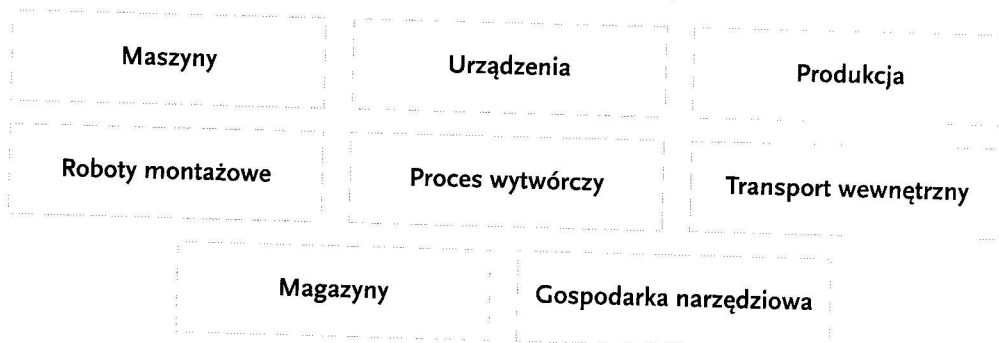 Maszyny
Urządzenia
Produkcja
Roboty montażowe
Proces wytwórczy
Transport wewnętrzny
Magazyny
Gospodarka narzędziowa